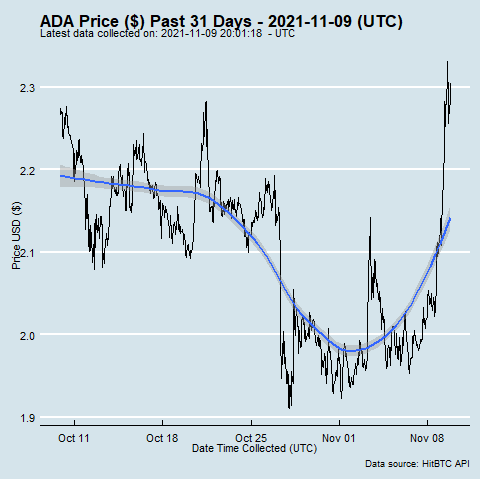 ADA Price ($) Past 31 Days - 2021-11-09 (UTC)
Latest data collected on: 2021-11-09 20:01:18  - UTC
2.3
2.2
2.1
2.0
1.9
Price USD ($)
Oct 11
Oct 18
Oct 25
Nov 01
Nov 08
Date Time Collected (UTC)
Data source: HitBTC API